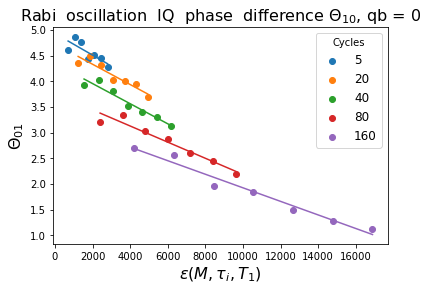 Rabi oscillation IQ phase difference Θ₁₀, qb = 0
Cycles
5
20
40
80
160
5.0
4.5
4.0
3.5
3.0
2.5
2.0
1.5
1.0
Θ₀₁
0 2000 4000 6000 8000 10000 12000 14000 16000
ε(M, τᵢ, T₁)